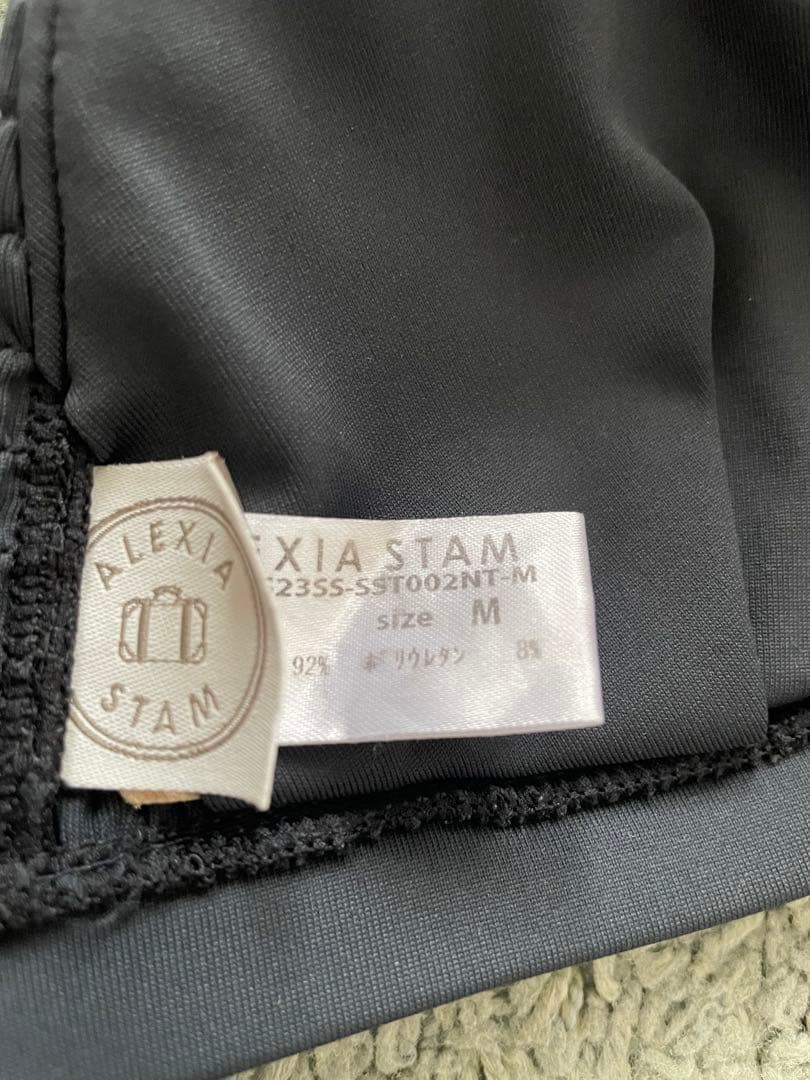 ALEXIA
STAM
EXIA STAM
23SS-SST002NT-M
size M
92% ポリウレタン 8%